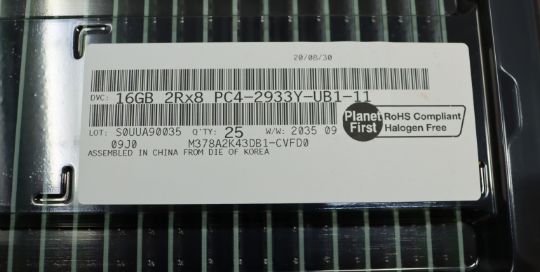 20/08/30
DVC: 16GB 2Rx8 PC4-2933Y-UB1-11
LOT: S0UUA90035 Q'TY: 25 W/W: 2035 09
09J0 M378A2K43DB1-CVFD0
ASSEMBLED IN CHINA FROM DIE OF KOREA
Planet First
RoHS Compliant
Halogen Free